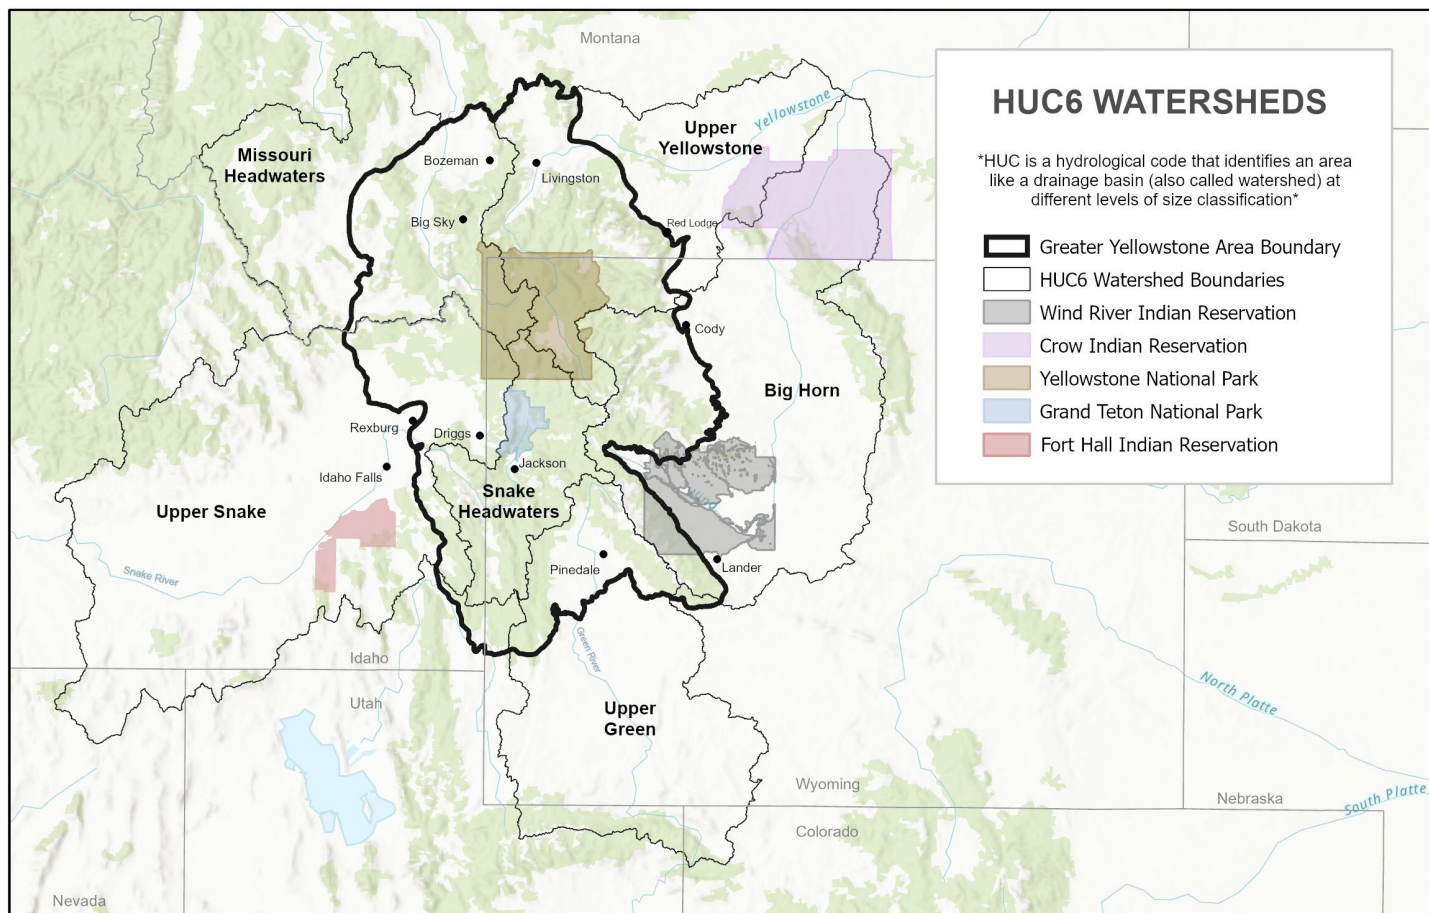 Montana
HUC6 WATERSHEDS
*HUC is a hydrological code that identifies an area
like a drainage basin (also called watershed) at
different levels of size classification*
Greater Yellowstone Area Boundary
HUC6 Watershed Boundaries
Wind River Indian Reservation
Crow Indian Reservation
Yellowstone National Park
Grand Teton National Park
Fort Hall Indian Reservation
Yellowstone
Upper
Yellowstone
Missouri
Headwaters
Bozeman
Livingston
Big Sky
Red Lodge
Cody
Big Horn
Rexburg
Driggs
Jackson
Idaho Falls
Snake
Headwaters
Wind
Upper Snake
South Dakota
Pinedale
Lander
Snake River
Green River
Idaho
Utah
North Platte
Upper
Green
Wyoming
Nebraska
South Platte
Colorado
Nevada